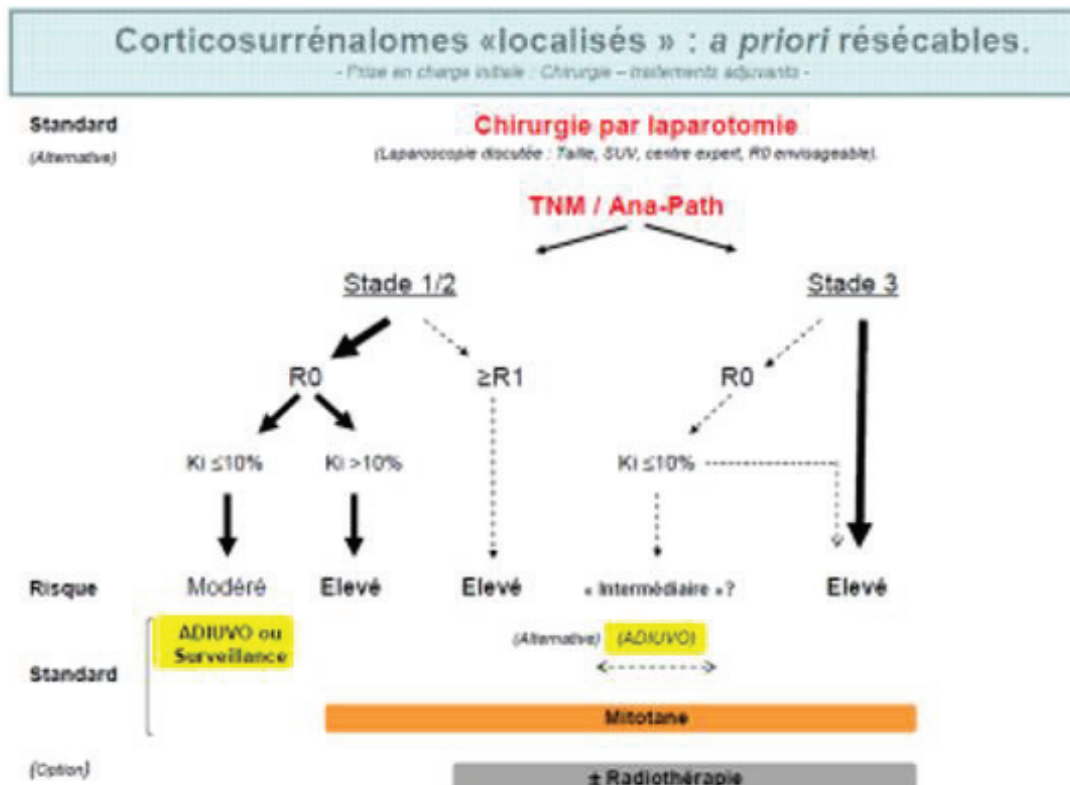 Corticosurrénalomes «localisés » : a priori résécables.
- Prise en charge initiale : Chirurgie – traitements adjuvants -
Standard
Chirurgie par laparotomie
(Alternative)
(Laparoscopie discutée : Taille, SUV, centre expert, R0 envisageable).
TNM / Ana-Path
Stade 1/2
Stade 3
R0
≥R1
R0
Ki ≤10%
Ki >10%
Ki ≤10%
Risque
Modéré
Elevé
Elevé
« Intermédiaire »?
Elevé
ADIUVO ou
Surveillance
(Alternative)
(ADIUVO)
Standard
Mitotane
(Option)
± Radiothérapie